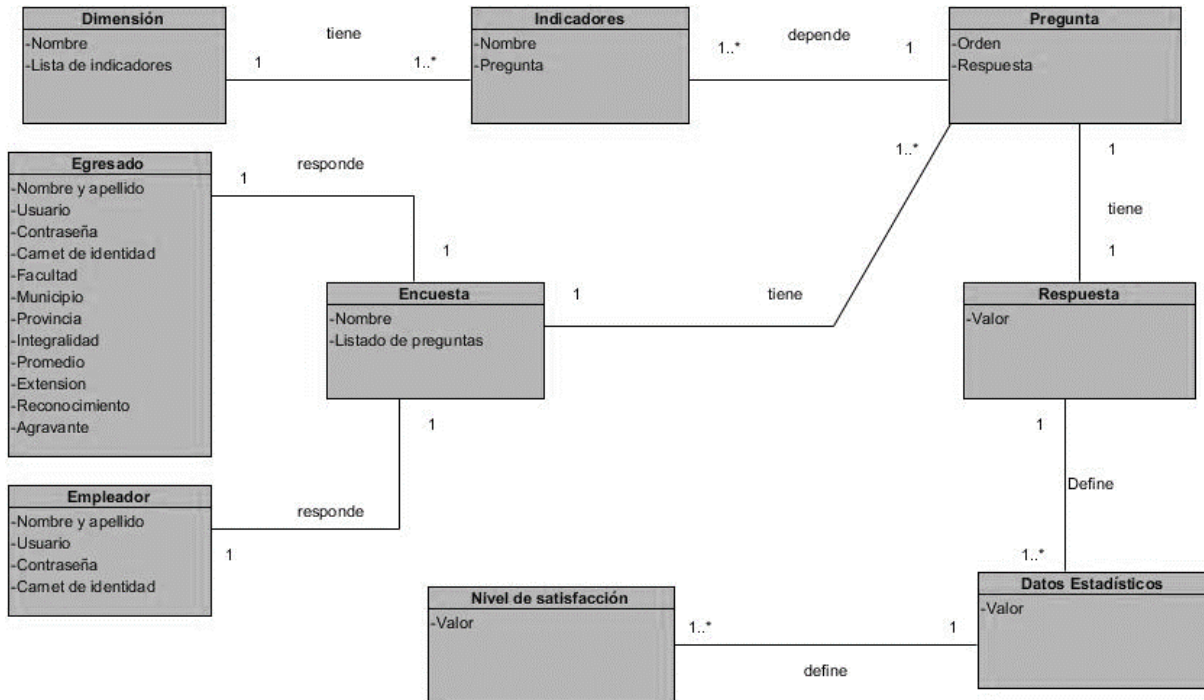 Dimensión
-Nombre
-Lista de indicadores
tiene
1
1..*
Indicadores
-Nombre
-Pregunta
depende
1..*
1
Pregunta
-Orden
-Respuesta
Egresado
-Nombre y apellido
-Usuario
-Contraseña
-Carnet de identidad
-Facultad
-Municipio
-Provincia
-Integralidad
-Promedio
-Extension
-Reconocimiento
-Agravante
responde
1
1
1..*
1
tiene
1
Encuesta
-Nombre
-Listado de preguntas
1
tiene
Respuesta
-Valor
1
1
Define
1..*
Empleador
-Nombre y apellido
-Usuario
-Contraseña
-Carnet de identidad
responde
1
Nivel de satisfacción
-Valor
1..*
1
define
Datos Estadísticos
-Valor